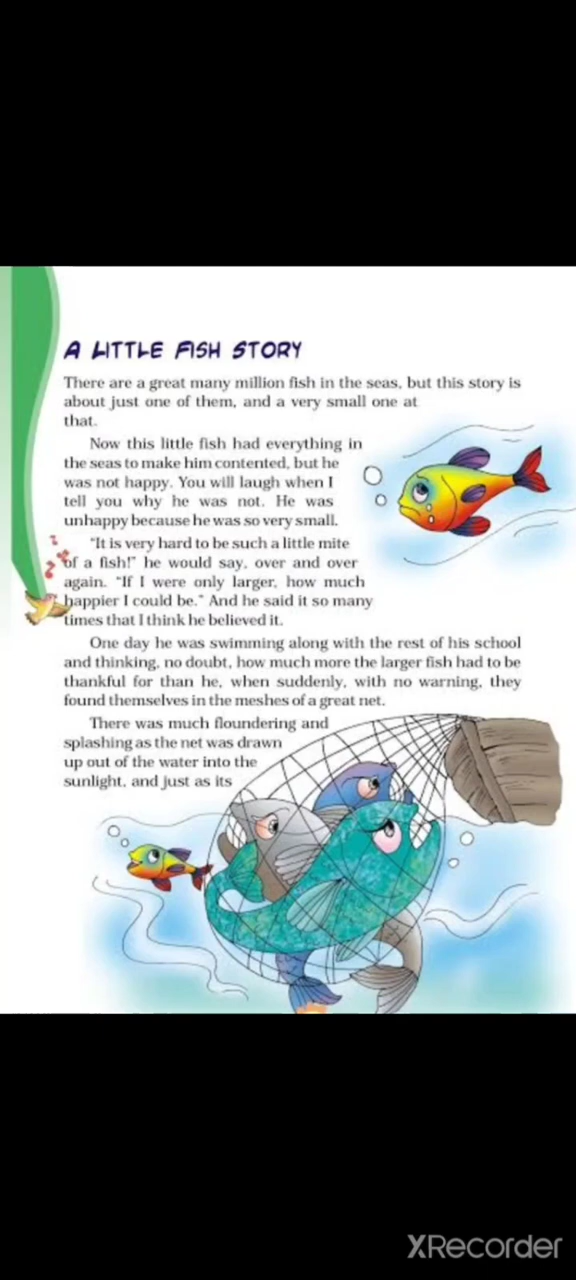 A LITTLE FISH STORY
There are a great many million fish in the seas, but this story is
about just one of them, and a very small one at
that.
Now this little fish had everything in
the seas to make him contented, but he
was not happy. You will laugh when I
tell you why he was not. He was
unhappy because he was so very small.
"It is very hard to be such a little mite
of a fish!" he would say, over and over
again. "If I were only larger, how much
happier I could be." And he said it so many
times that I think he believed it.
One day he was swimming along with the rest of his school
and thinking, no doubt, how much more the larger fish had to be
thankful for than he, when suddenly, with no warning, they
found themselves in the meshes of a great net.
There was much floundering and
splashing as the net was drawn
up out of the water into the
sunlight, and just as its
XRecorder